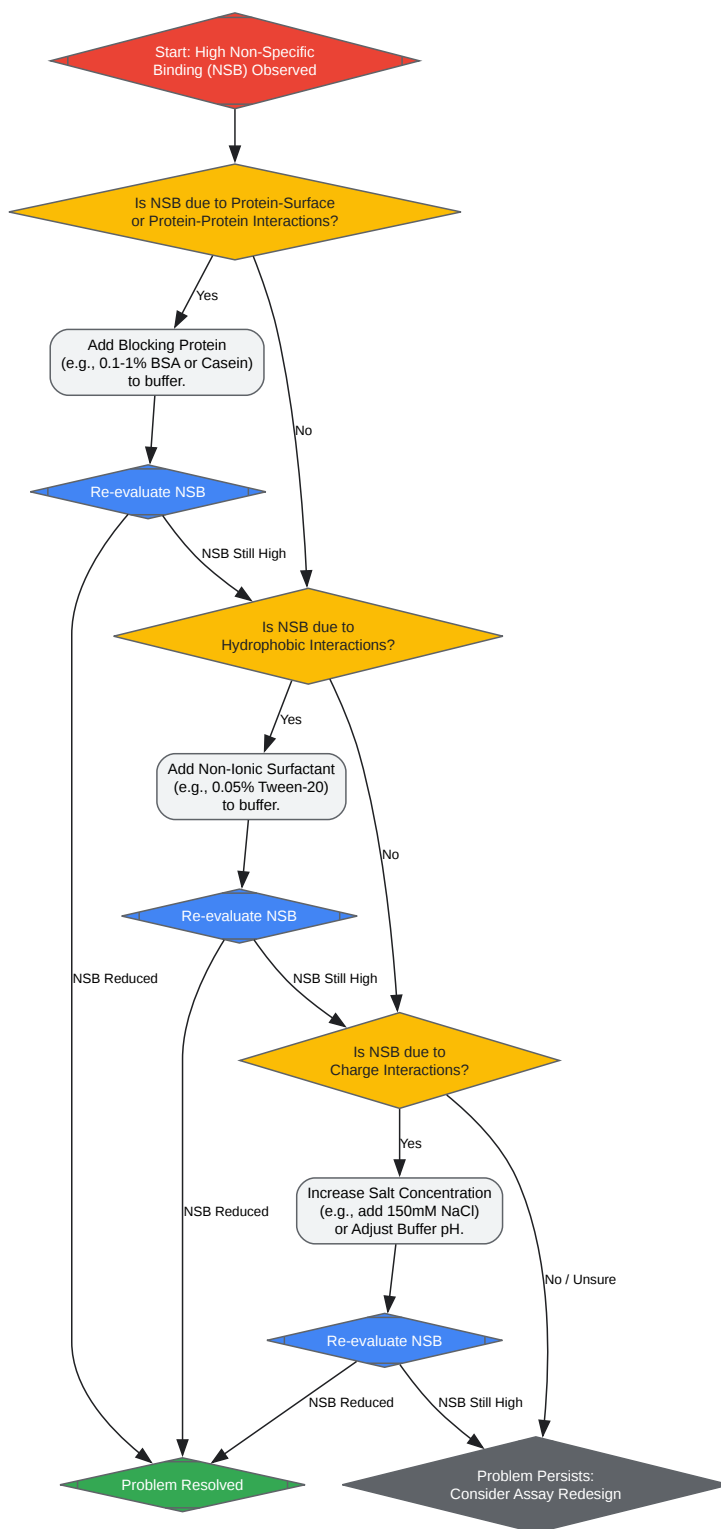 Start: High Non-Specific
Binding (NSB) Observed
Is NSB due to Protein-Surface
or Protein-Protein Interactions?
Yes
Add Blocking Protein
(e.g., 0.1-1% BSA or Casein)
to buffer.
No
Re-evaluate NSB
NSB Still High
Is NSB due to
Hydrophobic Interactions?
Yes
Add Non-Ionic Surfactant
(e.g., 0.05% Tween-20)
to buffer.
No
Re-evaluate NSB
NSB Reduced
NSB Still High
Is NSB due to
Charge Interactions?
Yes
Increase Salt Concentration
(e.g., add 150mM NaCl)
or Adjust Buffer pH.
NSB Reduced
No / Unsure
Re-evaluate NSB
NSB Reduced
NSB Still High
Problem Resolved
Problem Persists:
Consider Assay Redesign